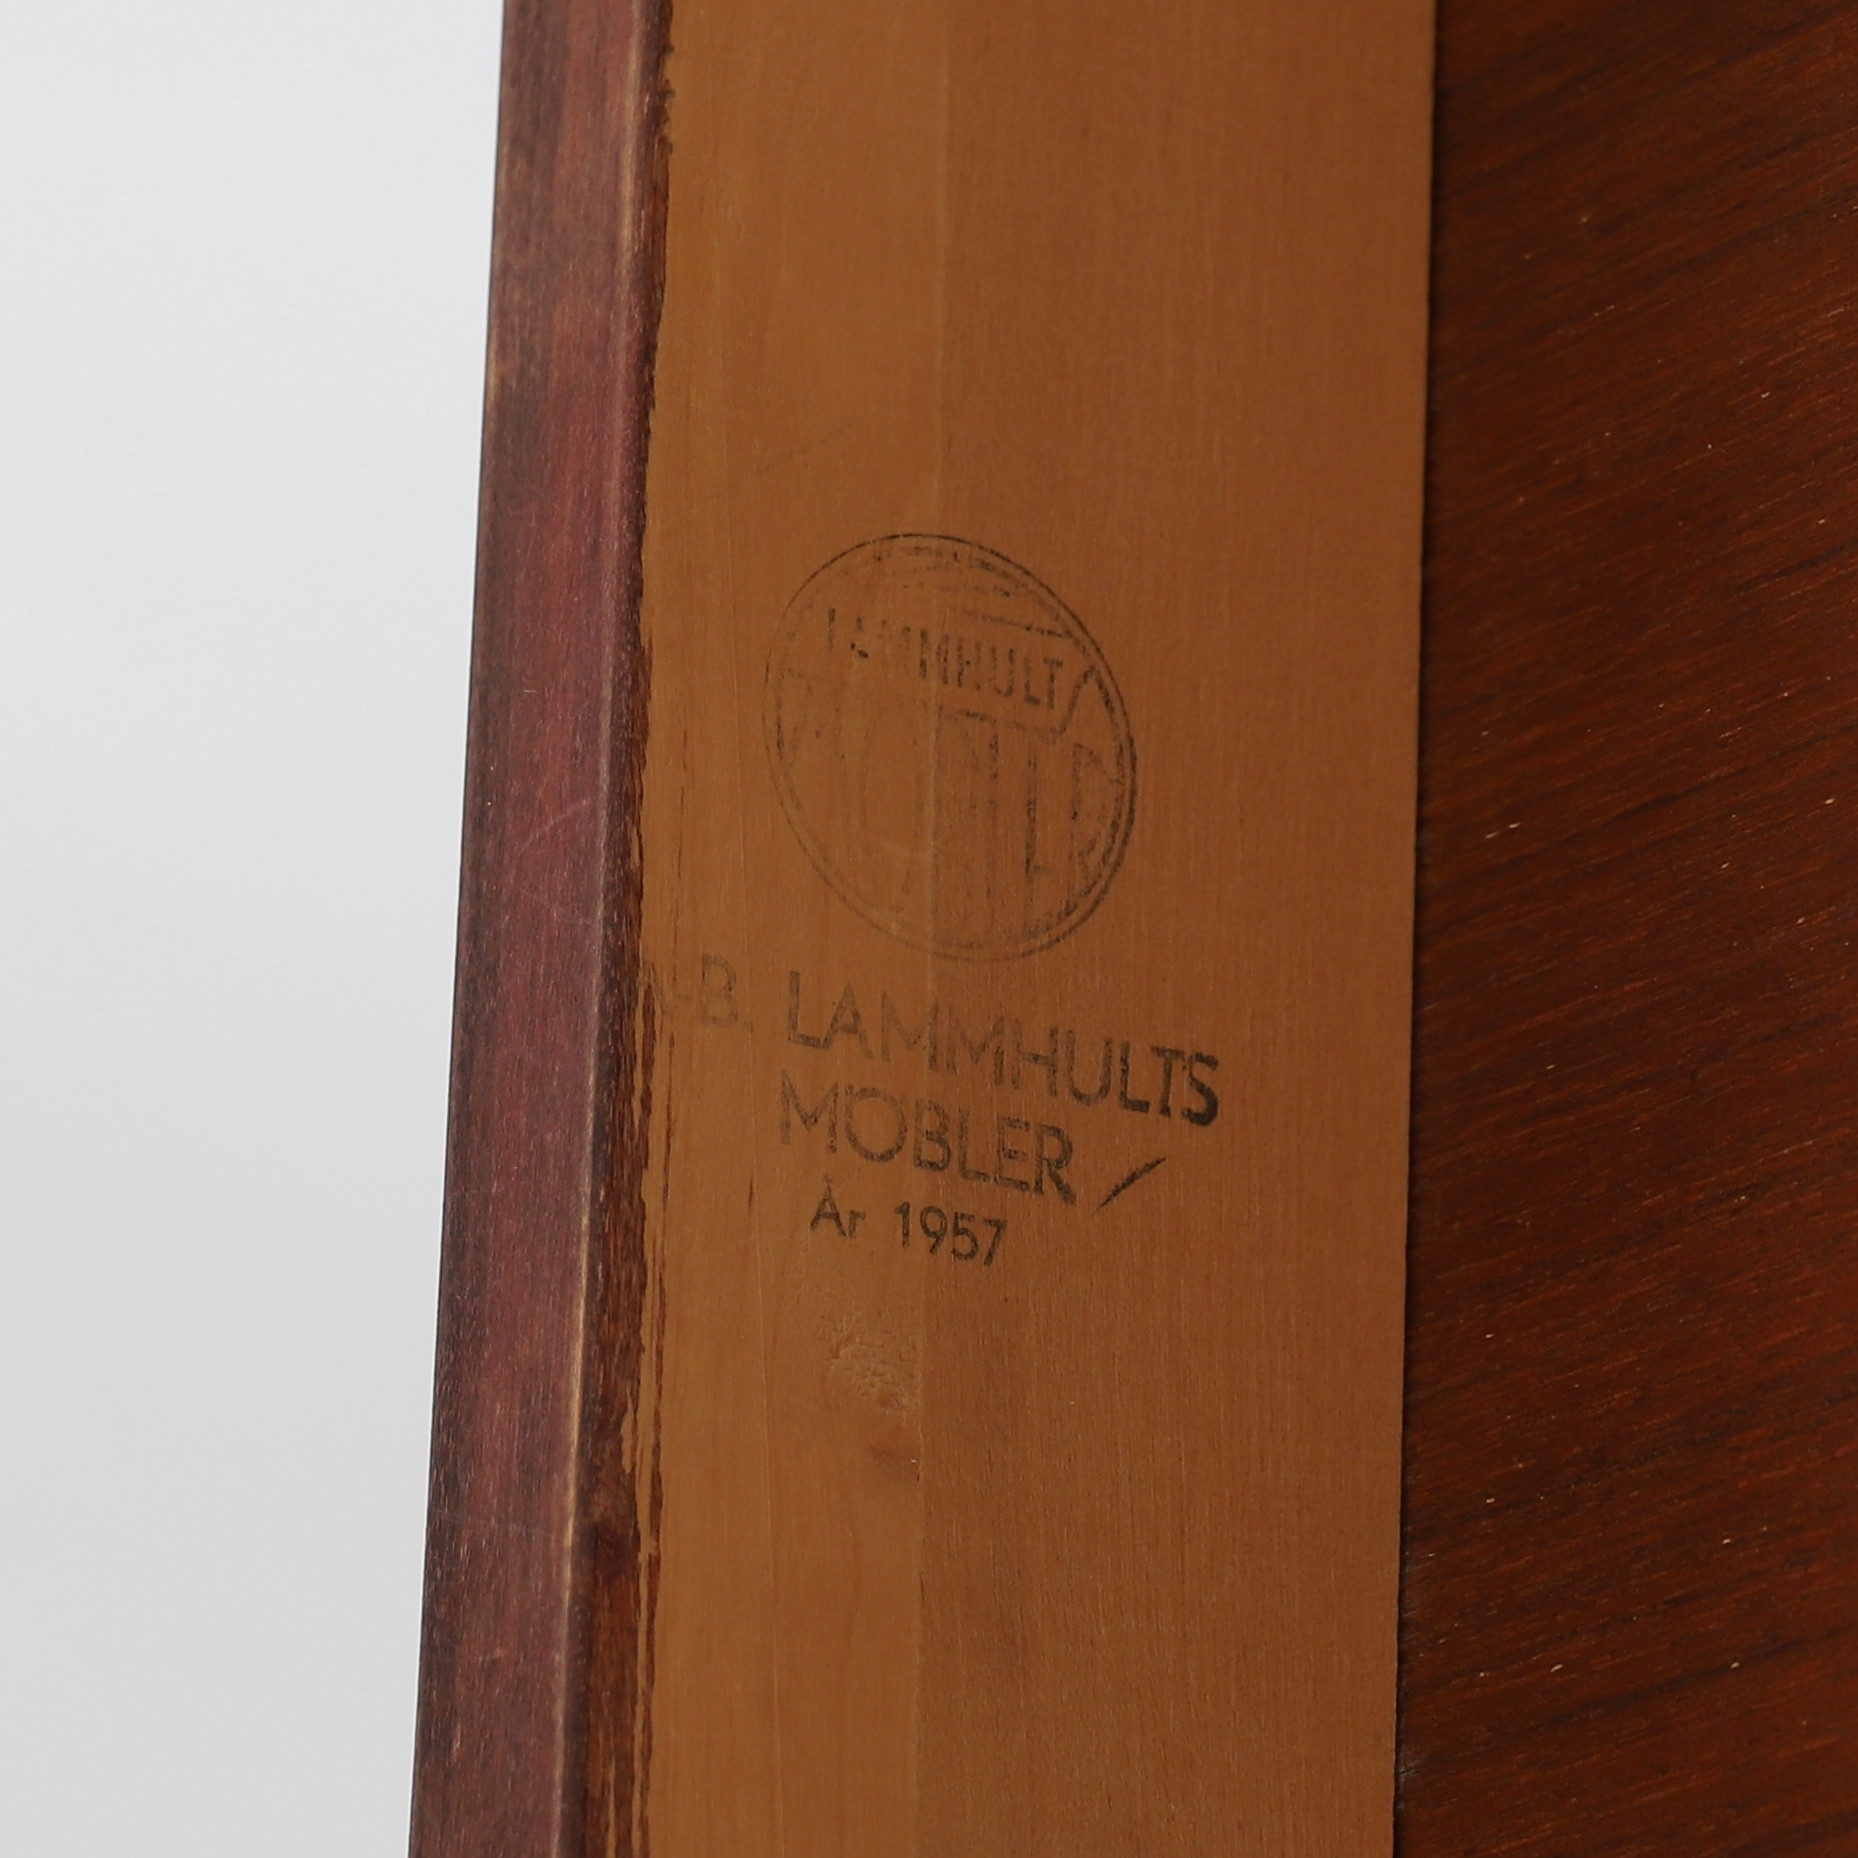 LAMMHULT
MÖBLER
A-B. LAMMHULTS
MÖBLER
År 1957